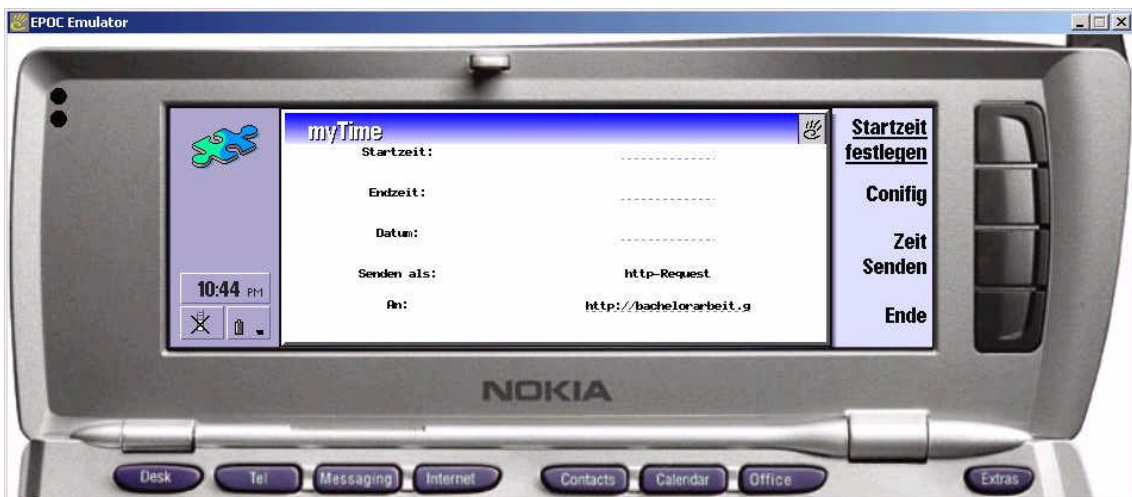 EPOC Emulator
myTime
Startzeit:
Endzeit:
Datum:
Senden als: http-Request
An: http://bachelorarbeit.g
10:44 PM
Startzeit
festlegen
Conifig
Zeit
Senden
Ende
NOKIA
Desk Tel Messaging Internet Contacts Calendar Office Extras